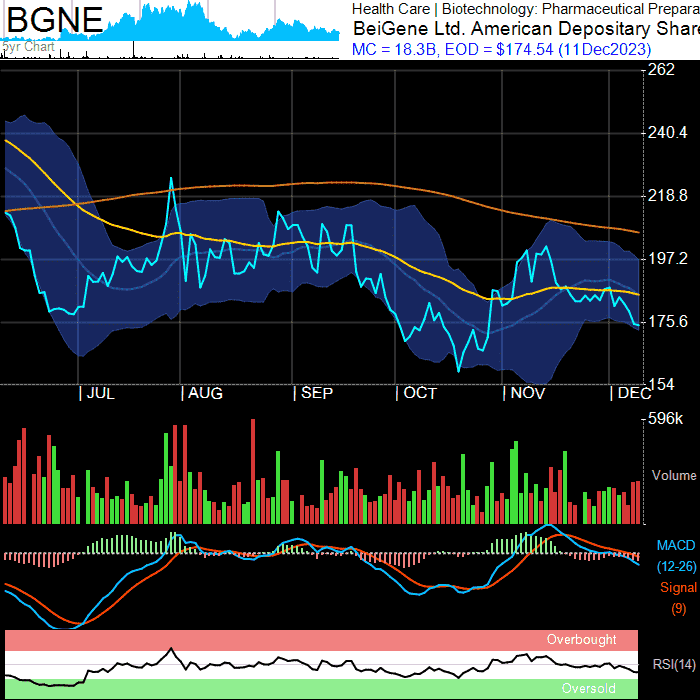 BGNE
5yr Chart
Health Care | Biotechnology: Pharmaceutical Prepara
BeiGene Ltd. American Depositary Share
MC = 18.3B, EOD = $174.54 (11Dec2023)
262
240.4
218.8
197.2
175.6
154
JUL AUG SEP OCT NOV DEC
596k
Volume
MACD
(12-26)
Signal
(9)
Overbought
RSI(14)
Oversold